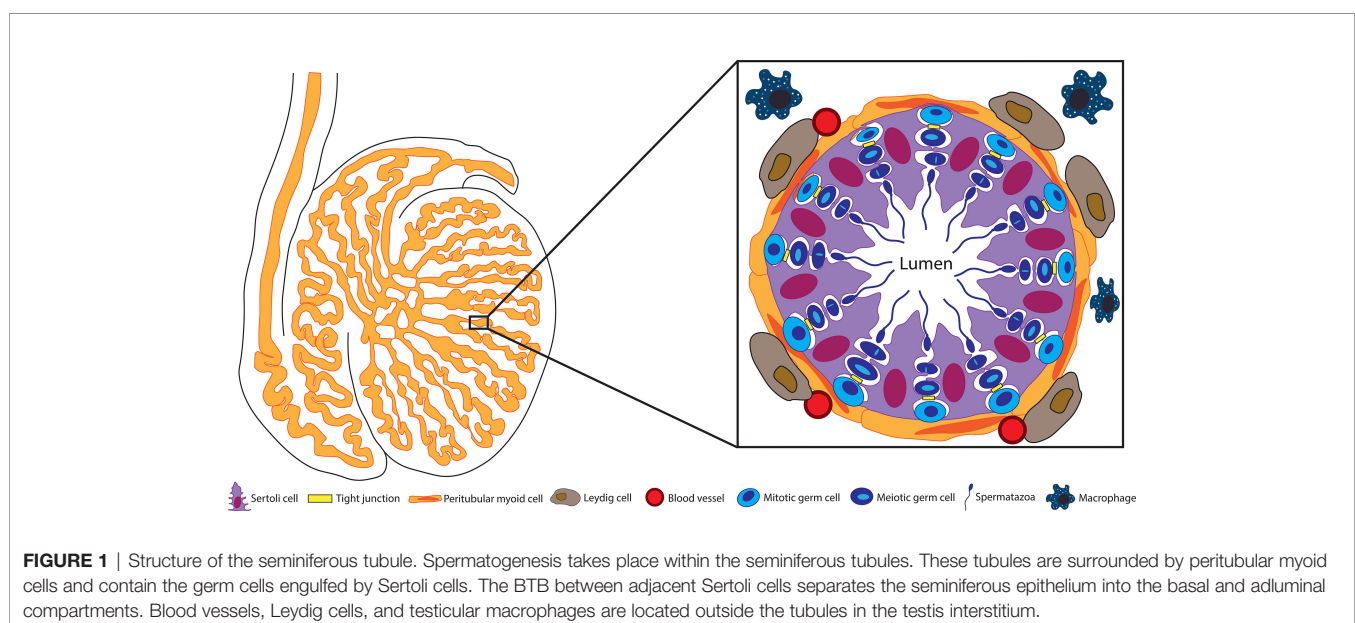 Lumen
Sertoli cell Tight junction Peritubular myoid cell Leydig cell Blood vessel Mitotic germ cell Meiotic germ cell Spermatazoa Macrophage
FIGURE 1 | Structure of the seminiferous tubule. Spermatogenesis takes place within the seminiferous tubules. These tubules are surrounded by peritubular myoid
cells and contain the germ cells engulfed by Sertoli cells. The BTB between adjacent Sertoli cells separates the seminiferous epithelium into the basal and adluminal
compartments. Blood vessels, Leydig cells, and testicular macrophages are located outside the tubules in the testis interstitium.